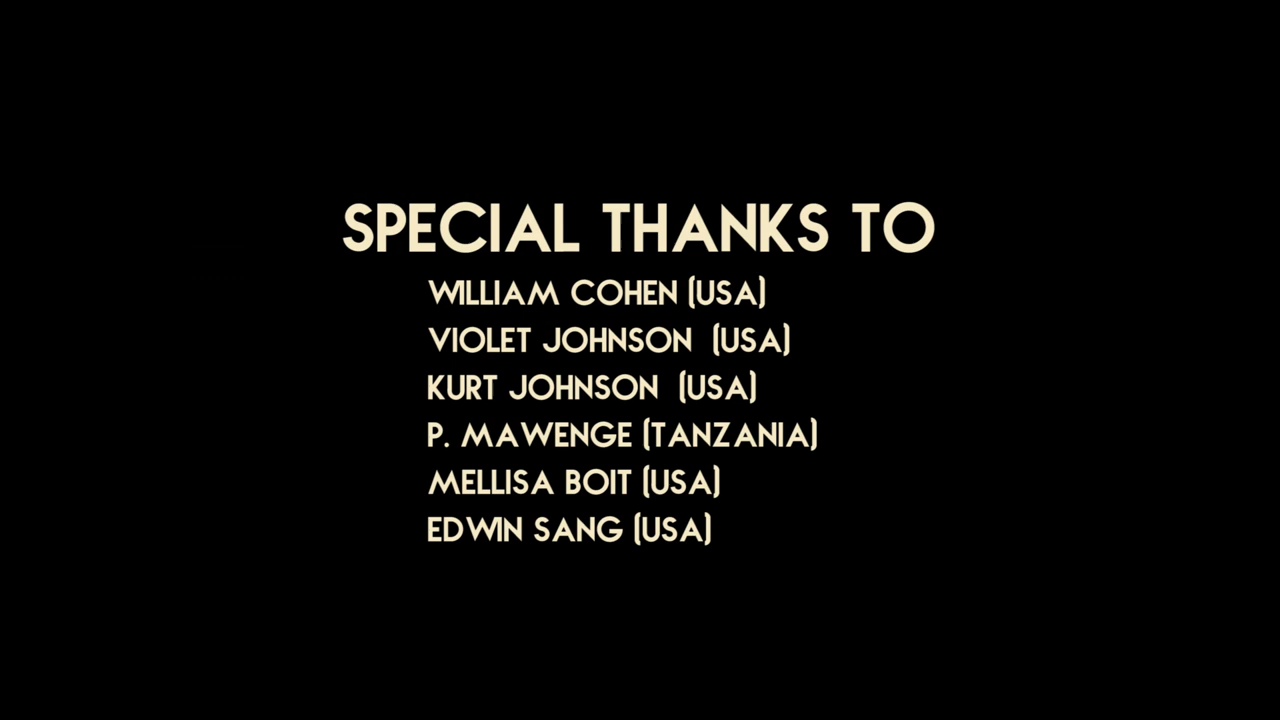 SPECIAL THANKS TO
WILLIAM COHEN (USA)
VIOLET JOHNSON (USA)
KURT JOHNSON (USA)
P. MAWENGE (TANZANIA)
MELLISA BOIT (USA)
EDWIN SANG (USA)